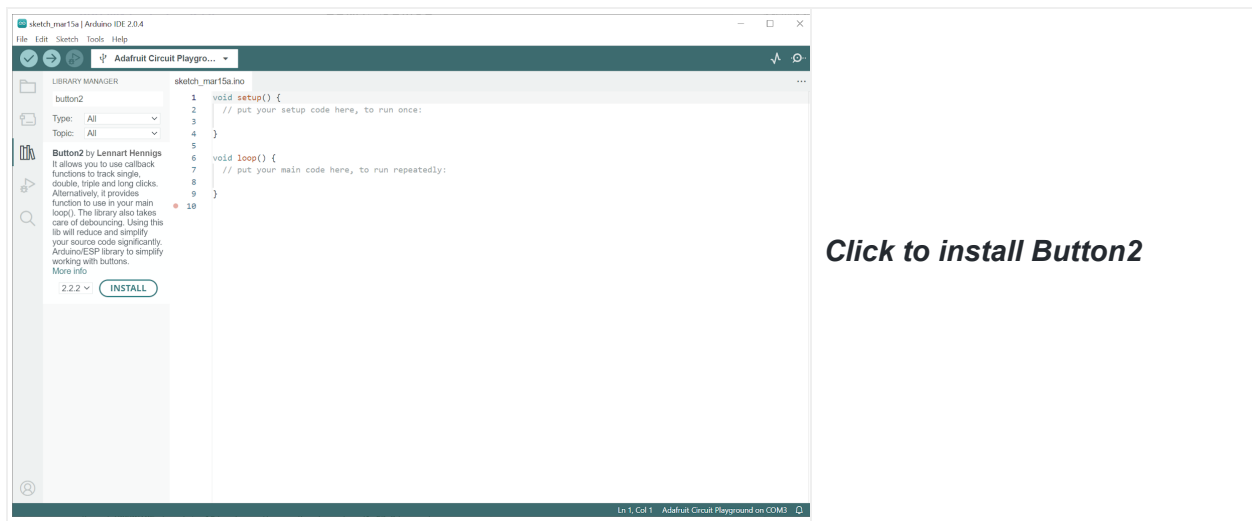 sketch_mar15a | Arduino IDE 2.0.4
File Edit Sketch Tools Help
Adafruit Circuit Playgro...
LIBRARY MANAGER
button2
Type: All
Topic: All
Button2 by Lennart Hennigs
It allows you to use callback
functions to track single,
double, triple and long clicks.
Alternatively, it provides
function to use in your main
loop(). The library also takes
care of debouncing. Using this
lib will reduce and simplify
your source code significantly.
Arduino/ESP library to simplify
working with buttons.
More info
2.2.2
INSTALL
sketch_mar15a.ino
...
1 void setup() {
2 // put your setup code here, to run once:
3
4 }
5
6 void loop() {
7 // put your main code here, to run repeatedly:
8
9 }
10
Click to install Button2
Ln 1, Col 1 Adafruit Circuit Playground on COM3